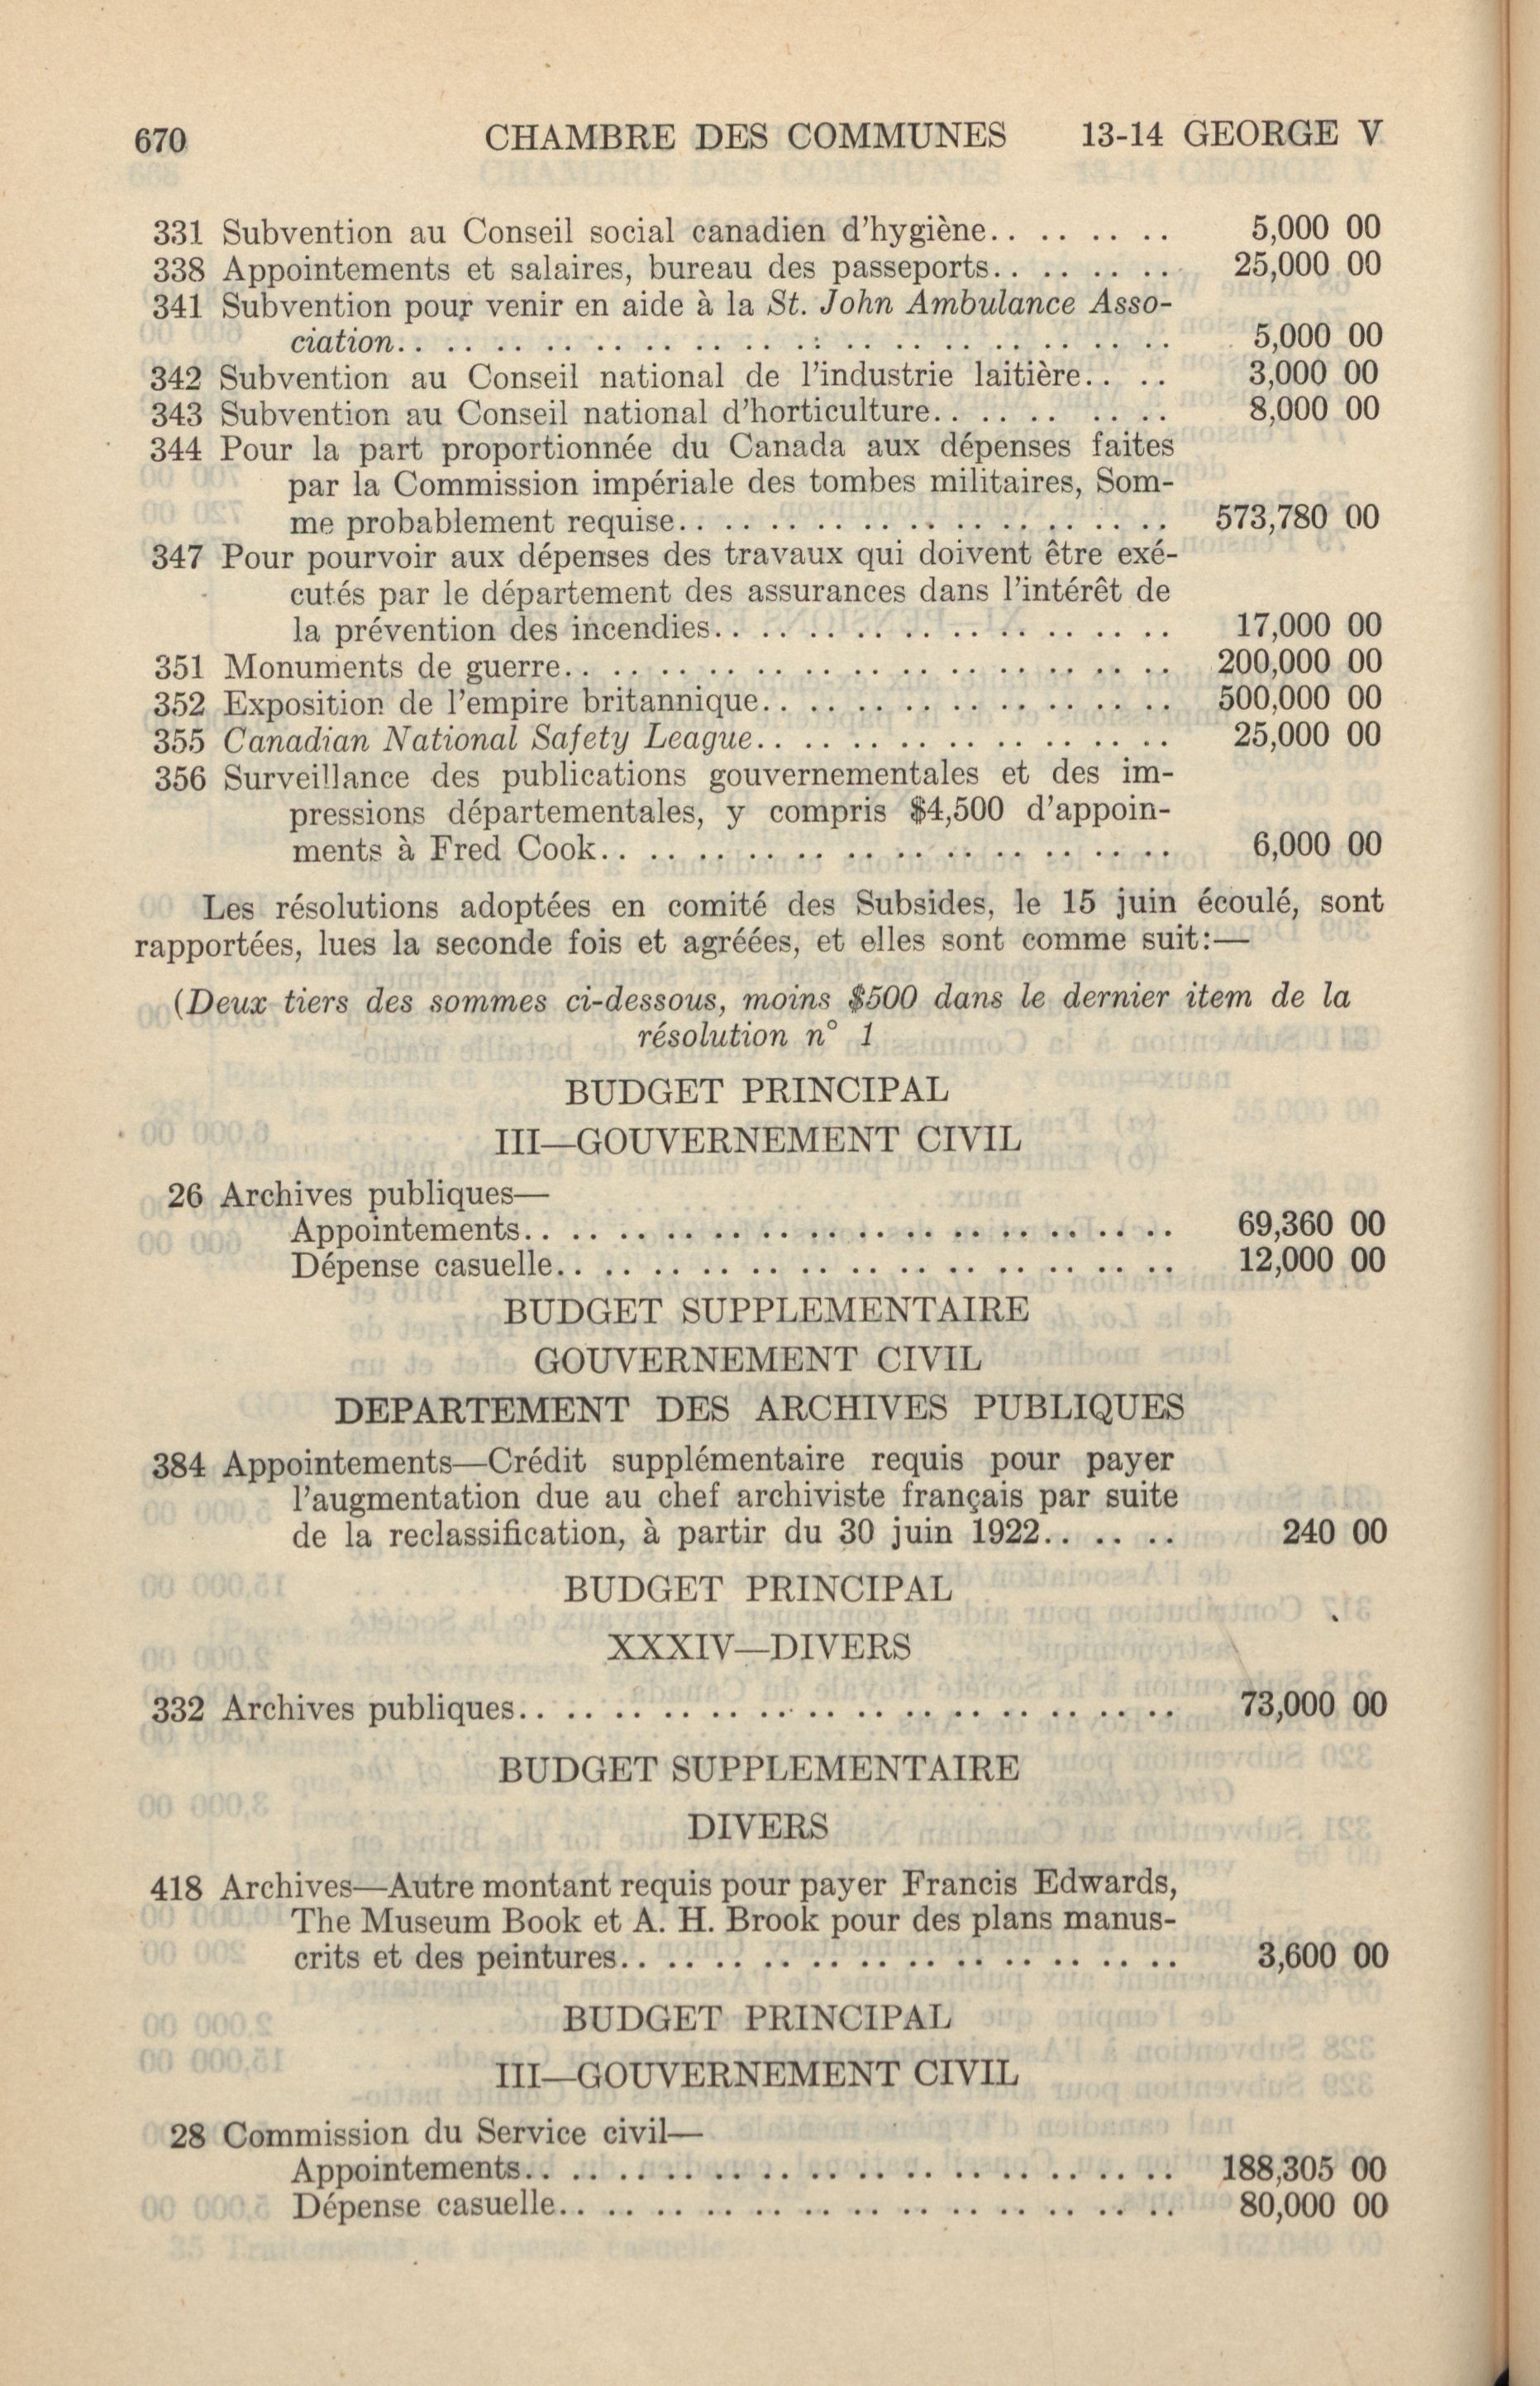 670 CHAMBRE DES COMMUNES 13-14 GEORGE V
331 Subvention au Conseil social canadien d'hygiène.. .. .. .. 5,000 00
338 Appointements et salaires, bureau des passeports.. .. .. .. 25,000 00
341 Subvention pour venir en aide à la St. John Ambulance Asso-
ciation.. .. .. .. .. .. .. .. .. .. .. .. .. .. .. .. 5,000 00
342 Subvention au Conseil national de l'industrie laitière.. .. 3,000 00
343 Subvention au Conseil national d'horticulture.. .. .. .. .. 8,000 00
344 Pour la part proportionnée du Canada aux dépenses faites
par la Commission impériale des tombes militaires, Som-
me probablement requise.. .. .. .. .. .. .. .. .. .. .. 573,780 00
347 Pour pourvoir aux dépenses des travaux qui doivent être exé-
cutés par le département des assurances dans l'intérêt de
la prévention des incendies.. .. .. .. .. .. .. .. .. .. 17,000 00
351 Monuments de guerre.. .. .. .. .. .. .. .. .. .. .. .. .. 200,000 00
352 Exposition de l'empire britannique.. .. .. .. .. .. .. .. .. 500,000 00
355 Canadian National Safety League.. .. .. .. .. .. .. .. .. 25,000 00
356 Surveillance des publications gouvernementales et des im-
pressions départementales, y compris $4,500 d'appoin-
ments à Fred Cook.. .. .. .. .. .. .. .. .. .. .. .. 6,000 00
Les résolutions adoptées en comité des Subsides, le 15 juin écoulé, sont
rapportées, lues la seconde fois et agréées, et elles sont comme suit:—
(Deux tiers des sommes ci-dessous, moins $500 dans le dernier item de la
résolution n° 1
BUDGET PRINCIPAL
III—GOUVERNEMENT CIVIL
26 Archives publiques—
Appointements.. .. .. .. .. .. .. .. .. .. .. .. .. .. 69,360 00
Dépense casuelle.. .. .. .. .. .. .. .. .. .. .. .. .. 12,000 00
BUDGET SUPPLEMENTAIRE
GOUVERNEMENT CIVIL
DEPARTEMENT DES ARCHIVES PUBLIQUES
384 Appointements—Crédit supplémentaire requis pour payer
l'augmentation due au chef archiviste français par suite
de la reclassification, à partir du 30 juin 1922.. .. .. 240 00
BUDGET PRINCIPAL
XXXIV—DIVERS
332 Archives publiques.. .. .. .. .. .. .. .. .. .. .. .. .. .. 73,000 00
BUDGET SUPPLEMENTAIRE
DIVERS
418 Archives—Autre montant requis pour payer Francis Edwards,
The Museum Book et A. H. Brook pour des plans manus-
crits et des peintures.. .. .. .. .. .. .. .. .. .. .. .. 3,600 00
BUDGET PRINCIPAL
III—GOUVERNEMENT CIVIL
28 Commission du Service civil—
Appointements.. .. .. .. .. .. .. .. .. .. .. .. .. .. 188,305 00
Dépense casuelle.. .. .. .. .. .. .. .. .. .. .. .. .. 80,000 00